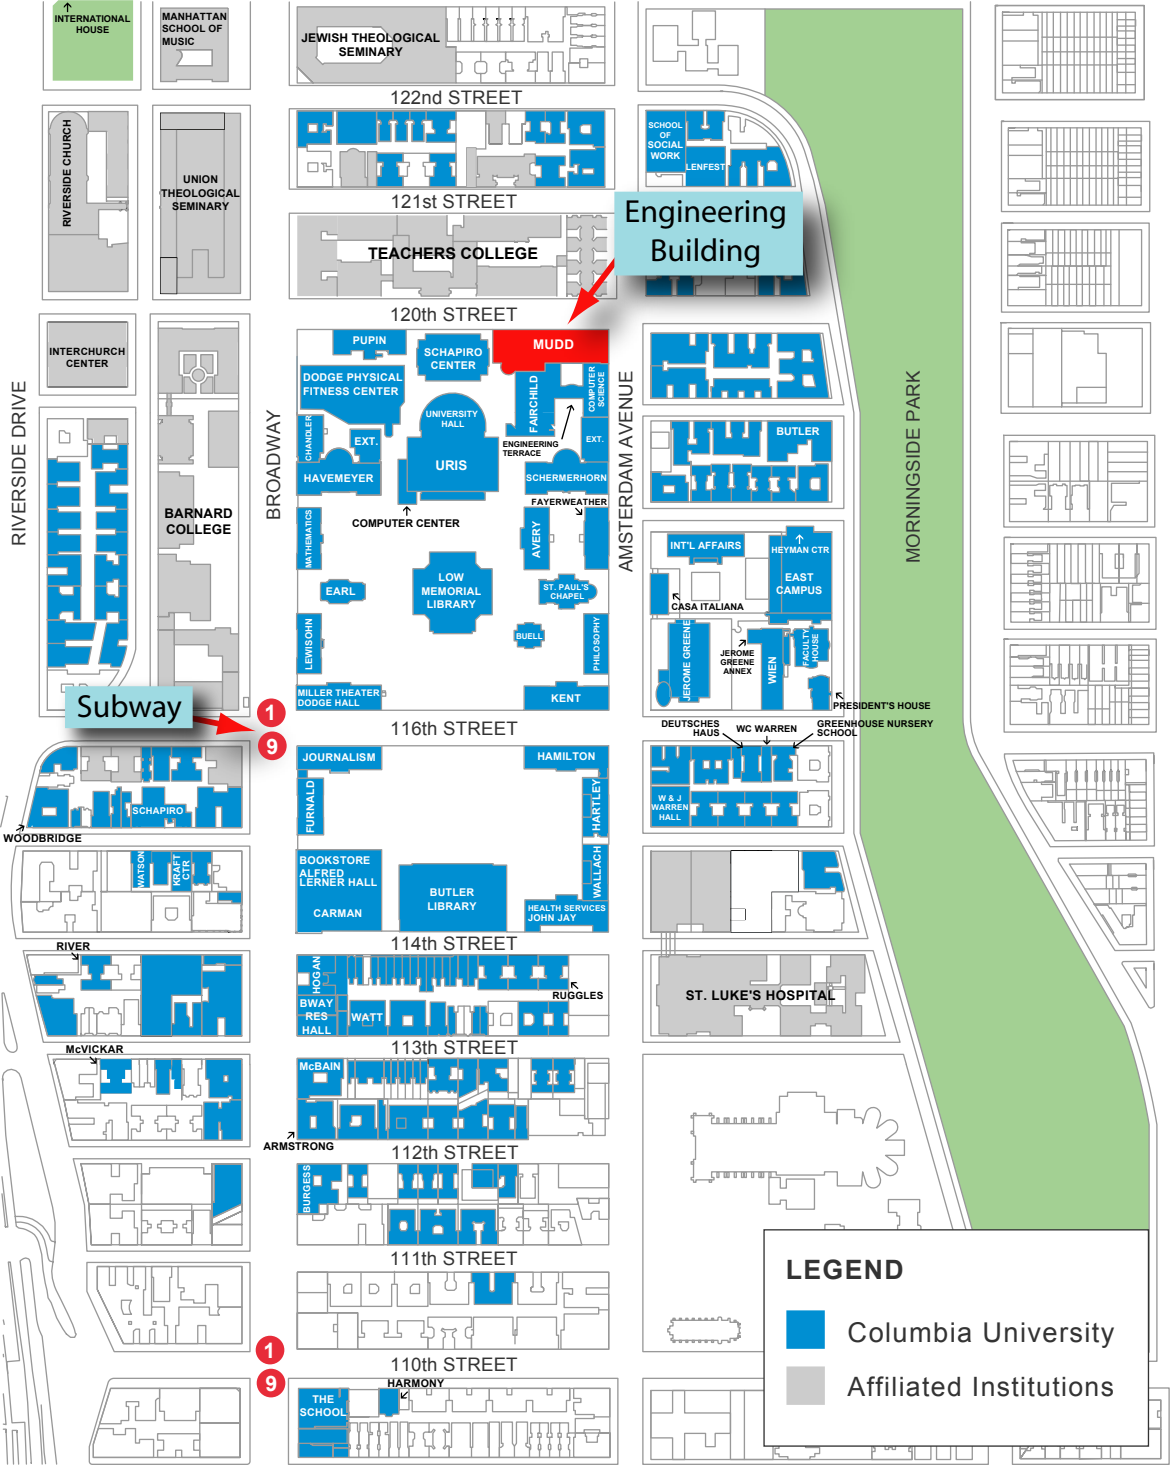 INTERNATIONAL
HOUSE
MANHATTAN
SCHOOL OF
MUSIC
JEWISH THEOLOGICAL
SEMINARY
122nd STREET
RIVERSIDE CHURCH
UNION
THEOLOGICAL
SEMINARY
SCHOOL
OF
SOCIAL
WORK
LENFEST
121st STREET
TEACHERS COLLEGE
Engineering
Building
120th STREET
INTERCHURCH
CENTER
PUPIN
SCHAPIRO
CENTER
MUDD
DODGE PHYSICAL
FITNESS CENTER
FAIRCHILD
COMPUTER
SCIENCE
UNIVERSITY
HALL
CHANDLER
EXT.
ENGINEERING
TERRACE
EXT.
URIS
HAVEMEYER
SCHERMERHORN
BUTLER
RIVERSIDE DRIVE
BROADWAY
AMSTERDAM AVENUE
MORNINGSIDE PARK
BARNARD
COLLEGE
COMPUTER CENTER
FAYERWEATHER
MATHEMATICS
AVERY
INT'L AFFAIRS
HEYMAN CTR
EAST
CAMPUS
EARL
LOW
MEMORIAL
LIBRARY
ST. PAUL'S
CHAPEL
CASA ITALIANA
LEWISOHN
BUELL
PHILOSOPHY
JEROME GREENE
JEROME
GREENE
ANNEX
WIEN
FACULTY
HOUSE
MILLER THEATER
DODGE HALL
KENT
PRESIDENT'S HOUSE
Subway
1
9
116th STREET
DEUTSCHES
HAUS
WC WARREN
GREENHOUSE NURSERY
SCHOOL
JOURNALISM
HAMILTON
FURNALD
HARTLEY
SCHAPIRO
W & J
WARREN
HALL
WOODBRIDGE
WATSON
KRAFT
CTR
BOOKSTORE
ALFRED
LERNER HALL
CARMAN
BUTLER
LIBRARY
WALLACH
HEALTH SERVICES
JOHN JAY
114th STREET
RIVER
HOGAN
BWAY
RES
HALL
WATT
RUGGLES
ST. LUKE'S HOSPITAL
113th STREET
McVICKAR
McBAIN
ARMSTRONG
112th STREET
BURGESS
111th STREET
1
9
110th STREET
HARMONY
THE
SCHOOL
LEGEND
Columbia University
Affiliated Institutions